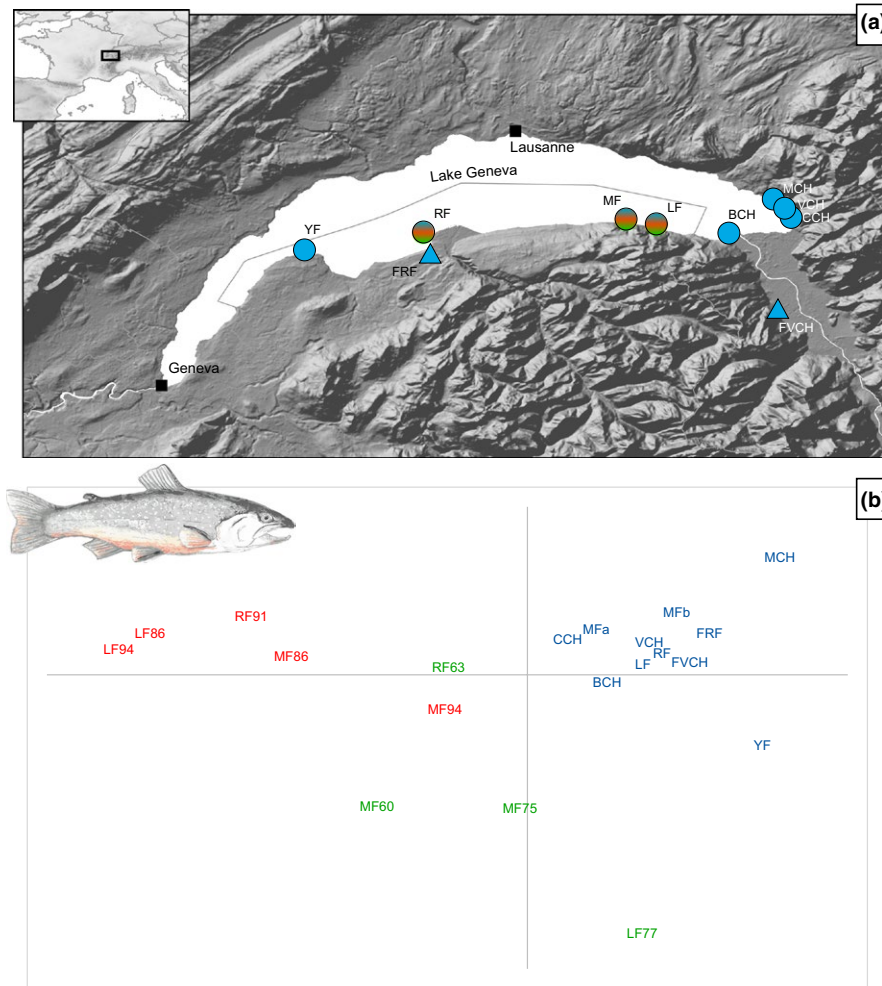 (a)
Lausanne
Lake Geneva
MCH
VCH
CCH
MF
LF
BCH
RF
YF
FRF
FVCH
Geneva
(b)
MCH
RF91
MFb
LF86
MFa
FRF
CCH
VCH
LF94
RF
MF86
RF63
LF
FVCH
BCH
MF94
YF
MF60
MF75
LF77